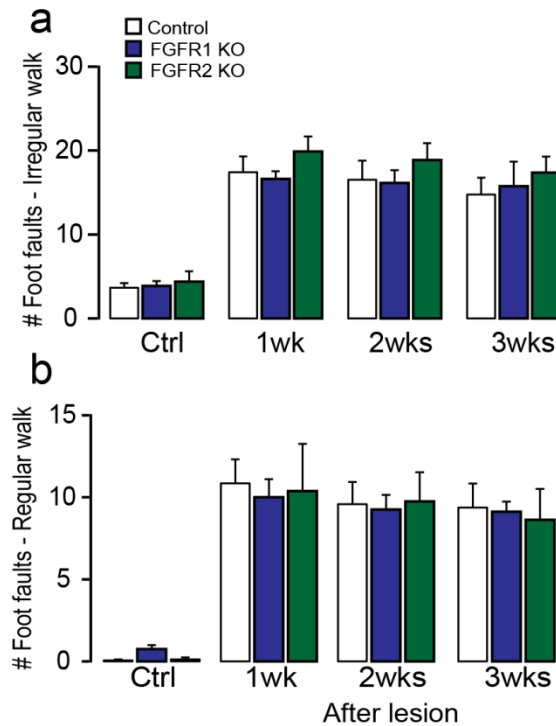 a
Control
FGFR1 KO
FGFR2 KO
# Foot faults - Irregular walk
30
20
10
0
Ctrl 1wk 2wks 3wks
b
# Foot faults - Regular walk
15
10
5
0
Ctrl 1wk 2wks 3wks
After lesion